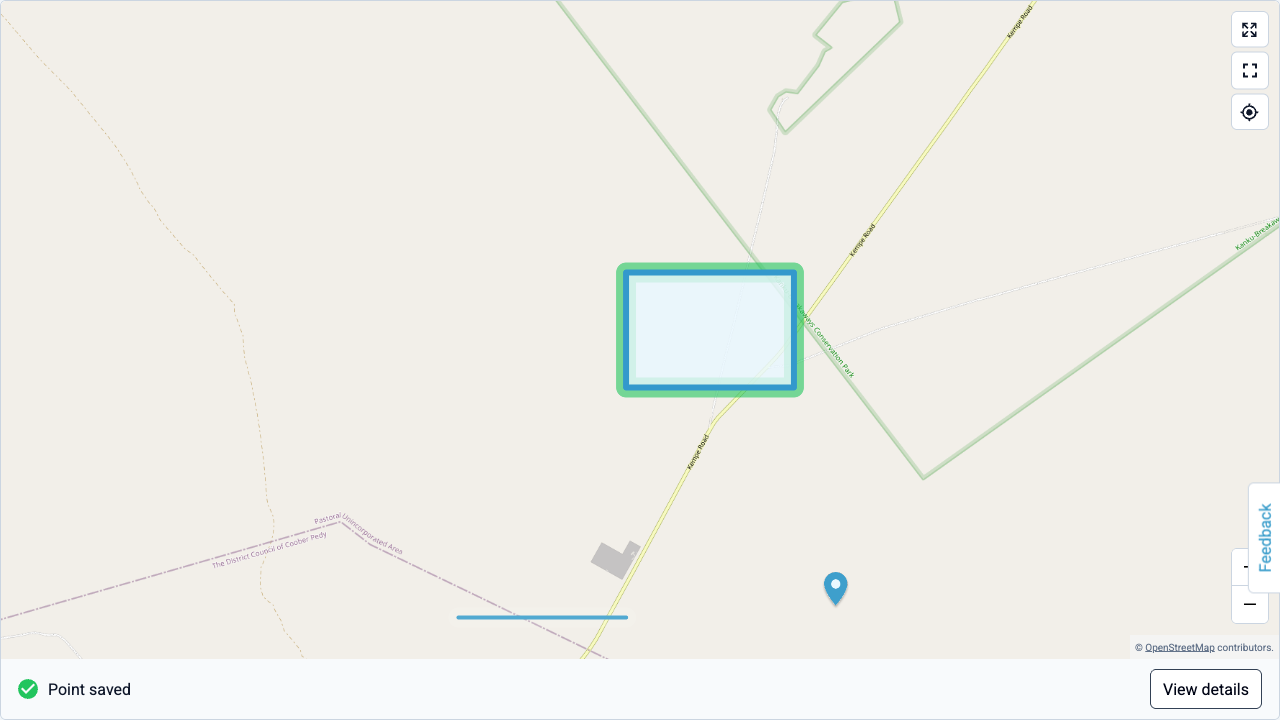 Kempe Road
Kempe Road
Kanku-Breakaw
aways Conservation Park
Kempe Road
Pastoral Unincorporated Area
The District Council of Coober Pedy
Feedback
© OpenStreetMap contributors.
Point saved
View details